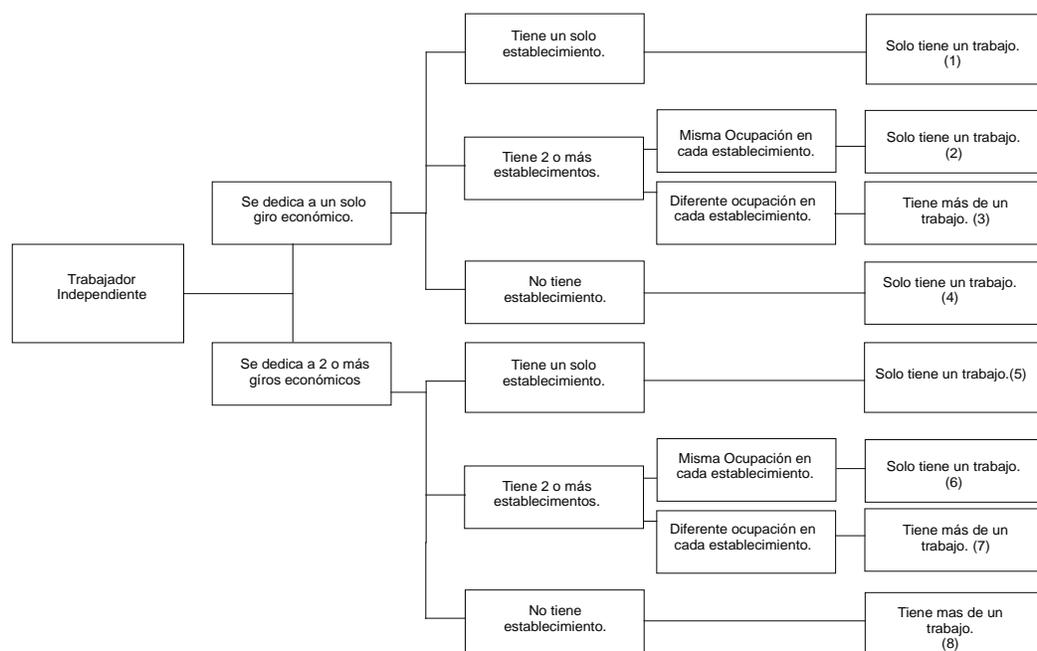 Trabajador
Independiente
Se dedica a un solo
giro económico.
Tiene un solo
establecimiento.
Solo tiene un trabajo.
(1)
Tiene 2 o más
establecimientos.
Misma Ocupación en
cada establecimiento.
Solo tiene un trabajo.
(2)
Diferente ocupación en
cada establecimiento.
Tiene más de un
trabajo. (3)
No tiene
establecimiento.
Solo tiene un trabajo.
(4)
Se dedica a 2 o más
gíros económicos
Tiene un solo
establecimiento.
Solo tiene un trabajo.(5)
Tiene 2 o más
establecimentos.
Misma Ocupación en
cada establecimiento.
Solo tiene un trabajo.
(6)
Diferente ocupación en
cada establecimiento.
Tiene más de un
trabajo. (7)
No tiene
establecimiento.
Tiene mas de un
trabajo.
(8)